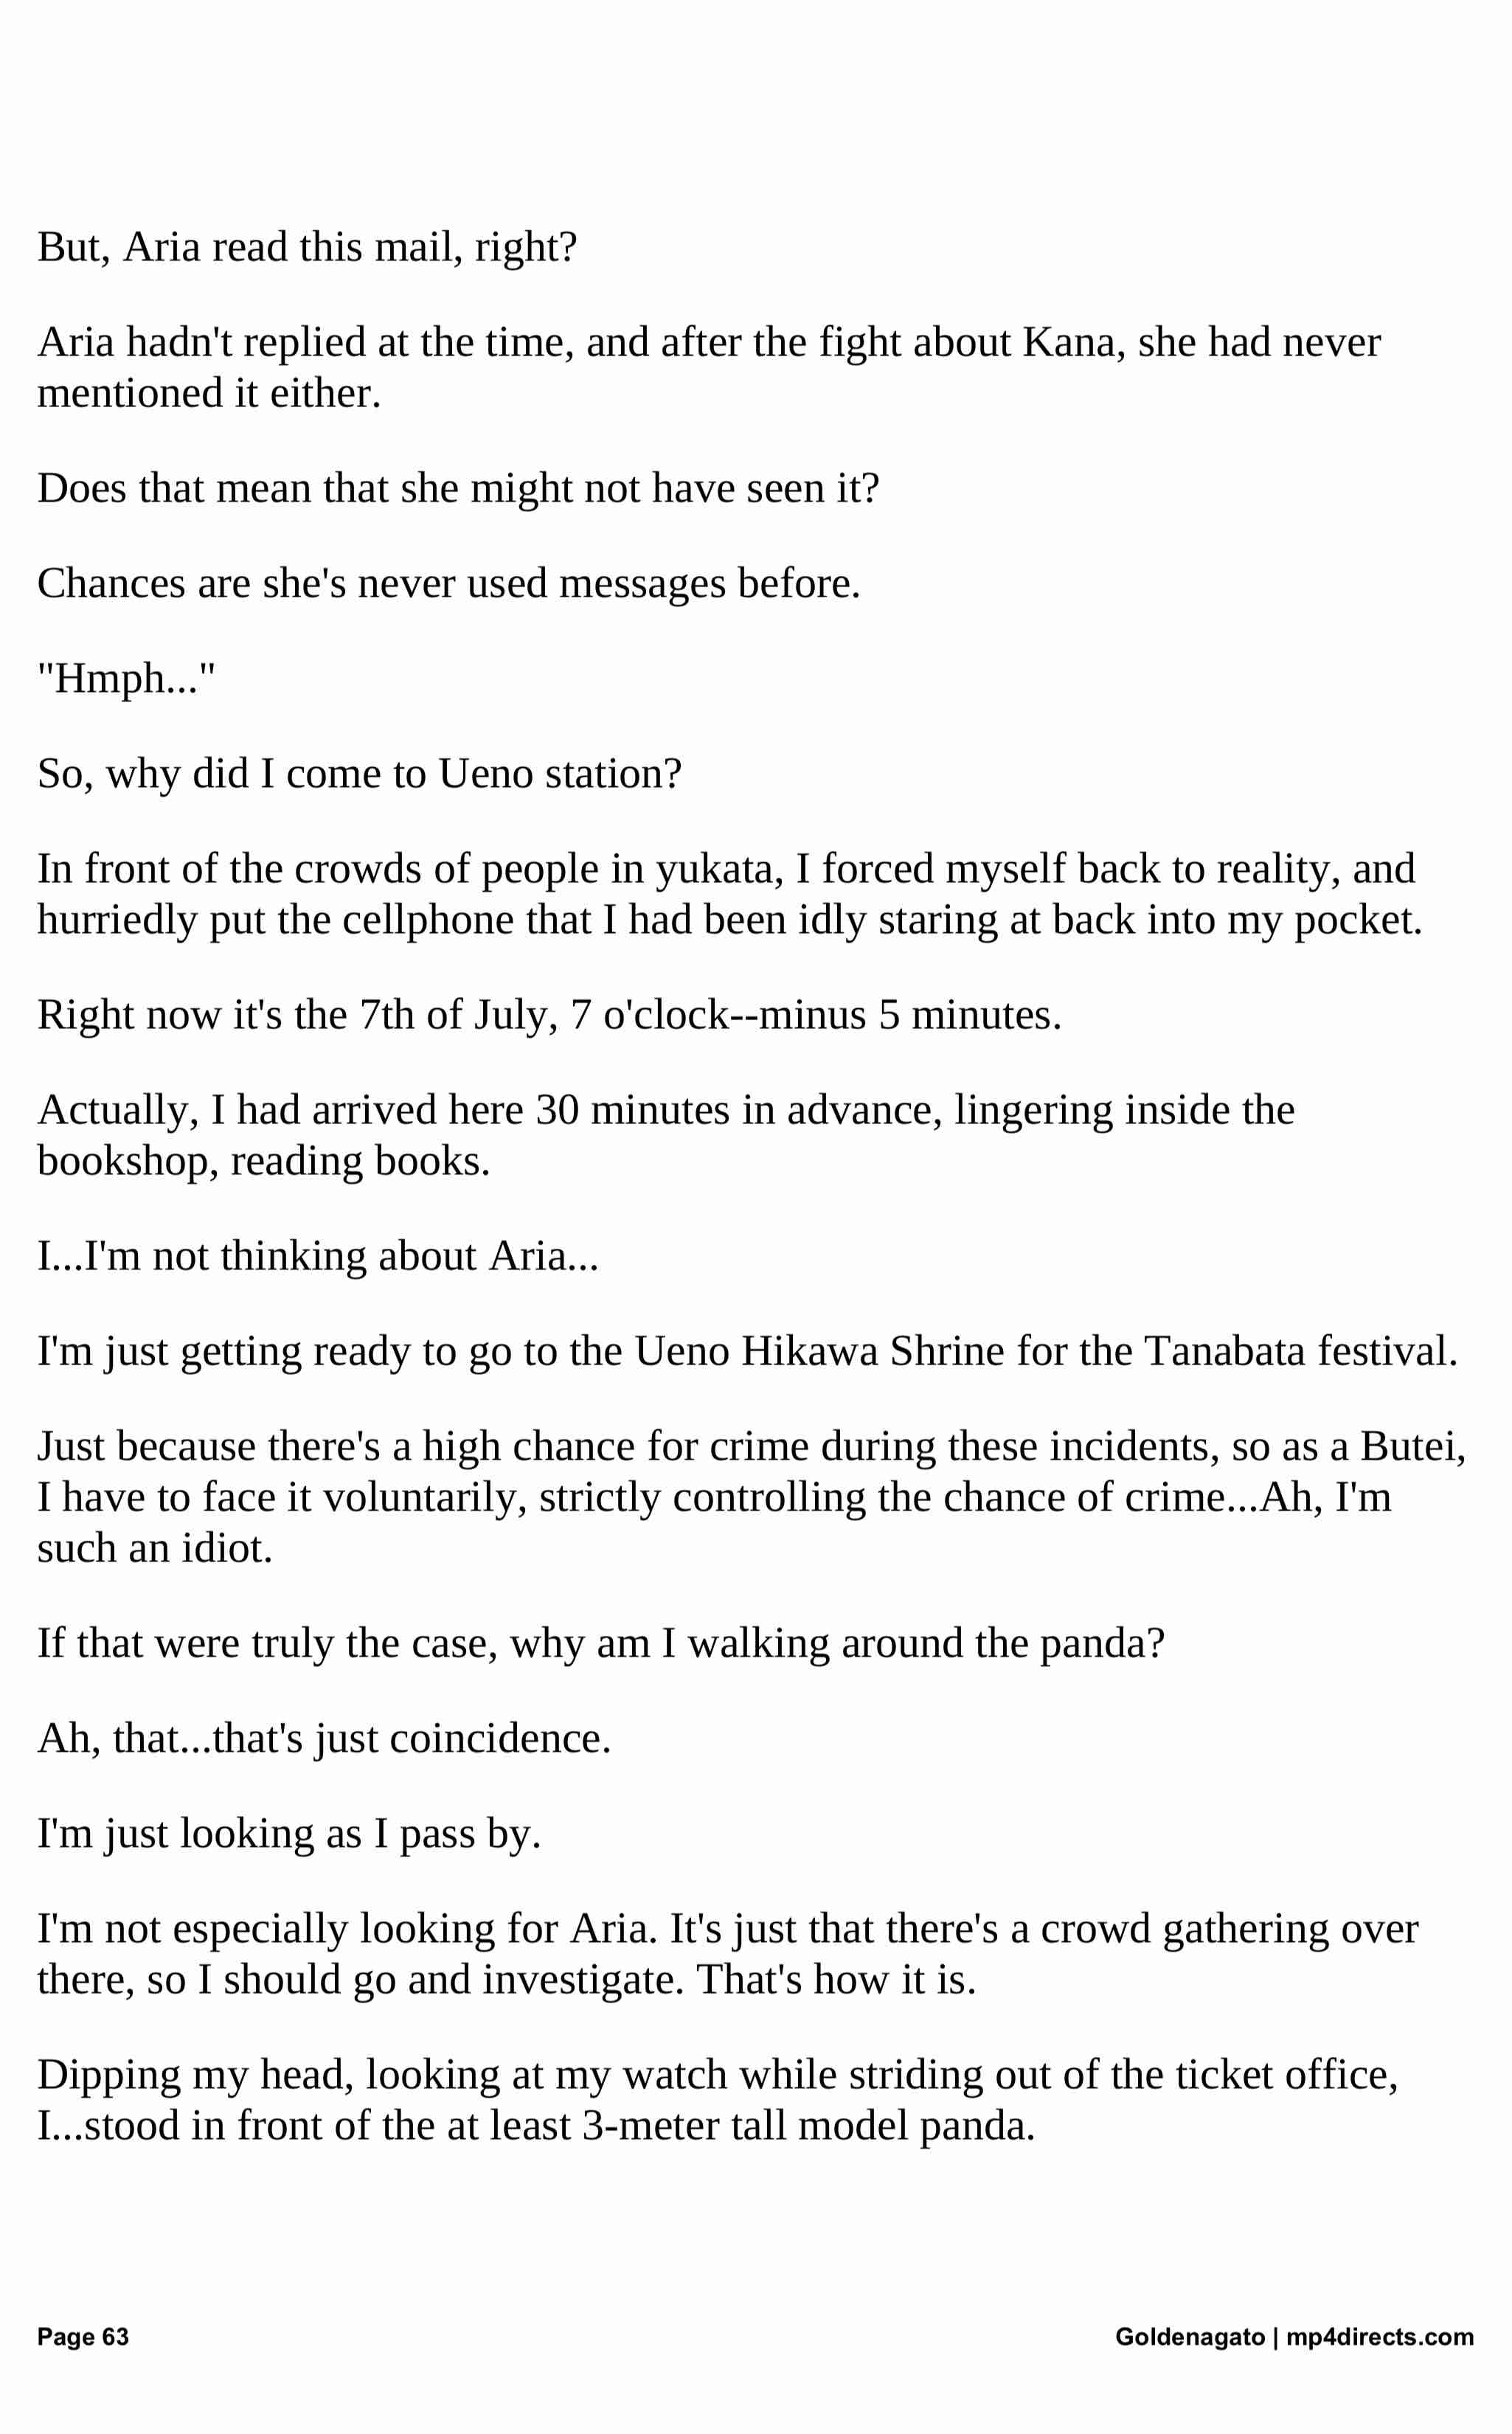 But, Aria read this mail, right?
Aria hadn't replied at the time, and after the fight about Kana, she had never
mentioned it either.
Does that mean that she might not have seen it?
Chances are she's never used messages before.
"Hmph..."
So, why did I come to Ueno station?
In front of the crowds of people in yukata, I forced myself back to reality, and
hurriedly put the cellphone that I had been idly staring at back into my pocket.
Right now it's the 7th of July, 7 o'clock--minus 5 minutes.
Actually, I had arrived here 30 minutes in advance, lingering inside the
bookshop, reading books.
I...I'm not thinking about Aria...
I'm just getting ready to go to the Ueno Hikawa Shrine for the Tanabata festival.
Just because there's a high chance for crime during these incidents, so as a Butei,
I have to face it voluntarily, strictly controlling the chance of crime...Ah, I'm
such an idiot.
If that were truly the case, why am I walking around the panda?
Ah, that...that's just coincidence.
I'm just looking as I pass by.
I'm not especially looking for Aria. It's just that there's a crowd gathering over
there, so I should go and investigate. That's how it is.
Dipping my head, looking at my watch while striding out of the ticket office,
I...stood in front of the at least 3-meter tall model panda.
Page 63
Goldenagato | mp4directs.com